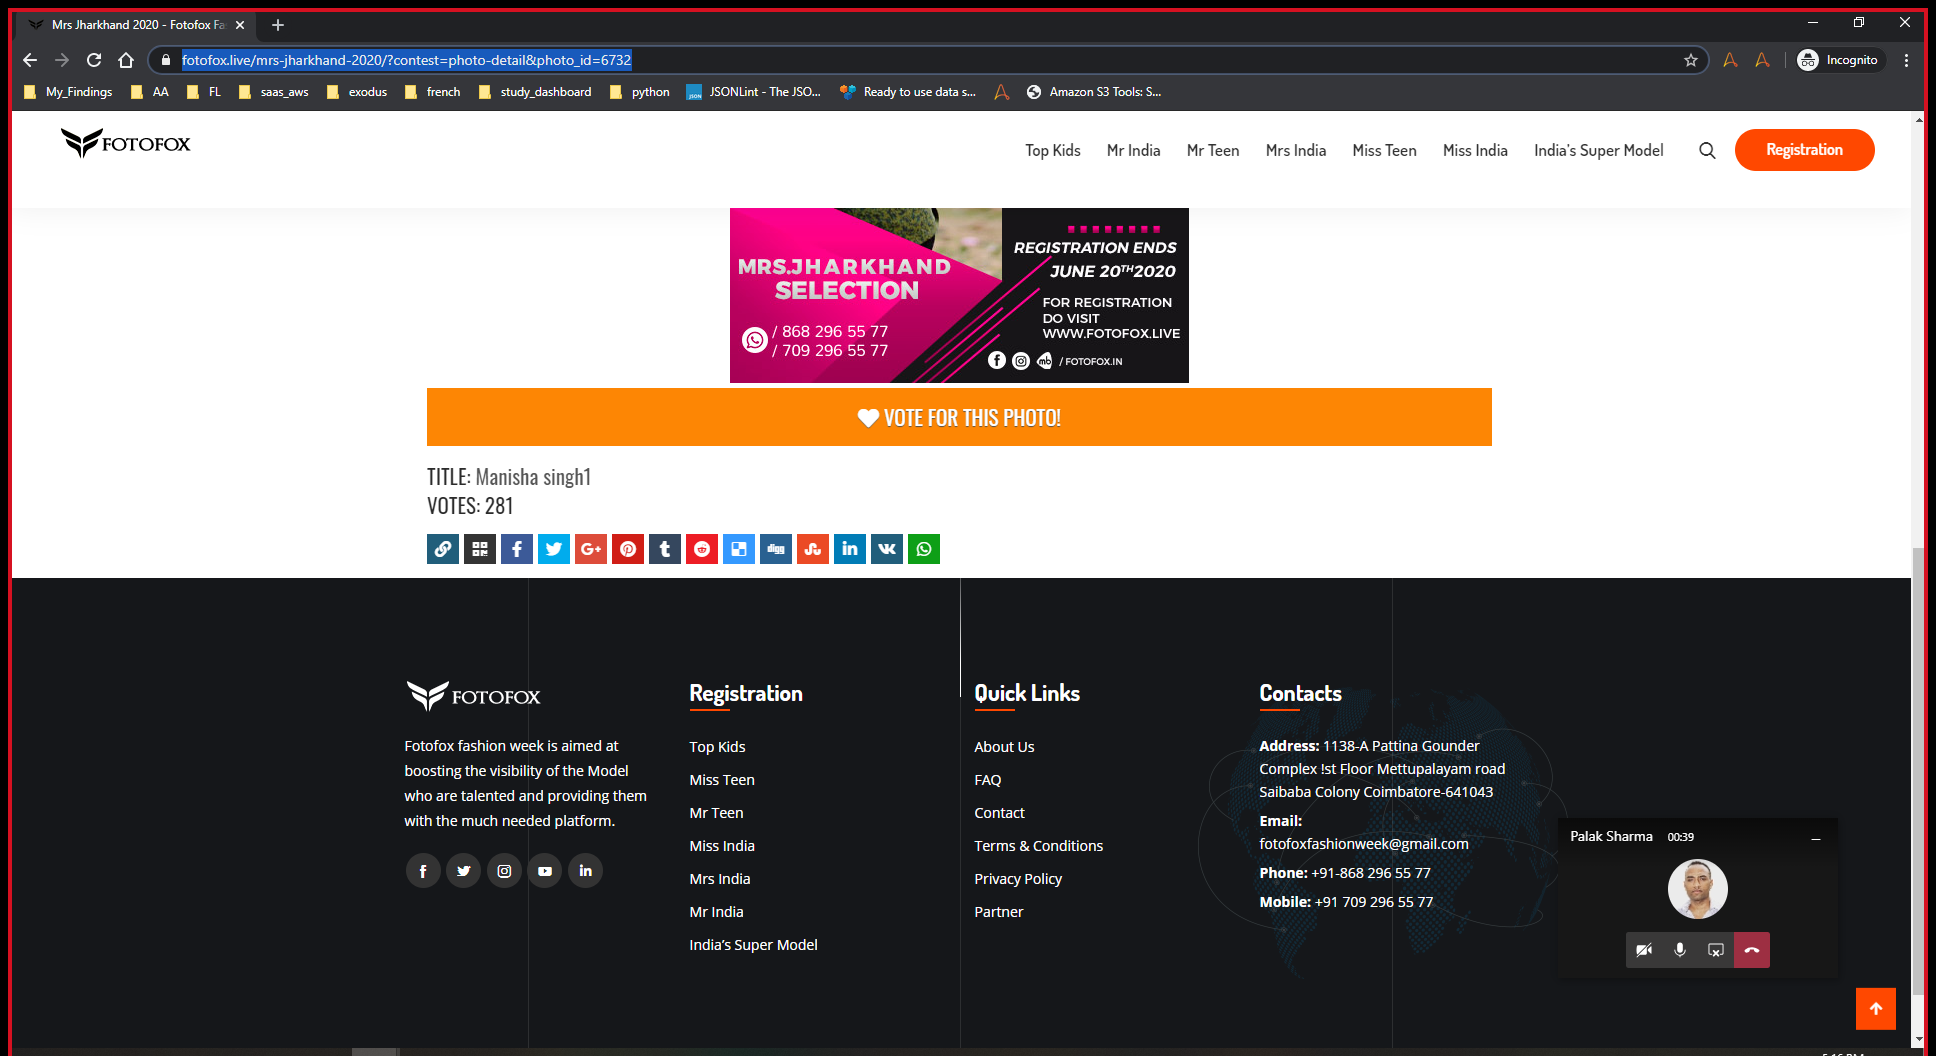 Mrs Jharkhand 2020 - Fotofox Fa
fotofox.live/mrs-jharkhand-2020/?contest=photo-detail&photo_id=6732
Incognito
My_Findings AA FL saas_aws exodus french study_dashboard python JSONLint - The JSO... Ready to use data s... Amazon S3 Tools: S...
FOTOFOX
Top Kids Mr India Mr Teen Mrs India Miss Teen Miss India India's Super Model Registration
MRS.JHARKHAND
SELECTION
/ 868 296 55 77
/ 709 296 55 77
REGISTRATION ENDS
JUNE 20TH2020
FOR REGISTRATION
DO VISIT
WWW.FOTOFOX.LIVE
/ FOTOFOX.IN
VOTE FOR THIS PHOTO!
TITLE: Manisha singh1
VOTES: 281
FOTOFOX
Fotofox fashion week is aimed at
boosting the visibility of the Model
who are talented and providing them
with the much needed platform.
Registration
Top Kids
Miss Teen
Mr Teen
Miss India
Mrs India
Mr India
India's Super Model
Quick Links
About Us
FAQ
Contact
Terms & Conditions
Privacy Policy
Partner
Contacts
Address: 1138-A Pattina Gounder
Complex !st Floor Mettupalayam road
Saibaba Colony Coimbatore-641043
Email:
fotofoxfashionweek@gmail.com
Phone: +91-868 296 55 77
Mobile: +91 709 296 55 77
Palak Sharma 00:39